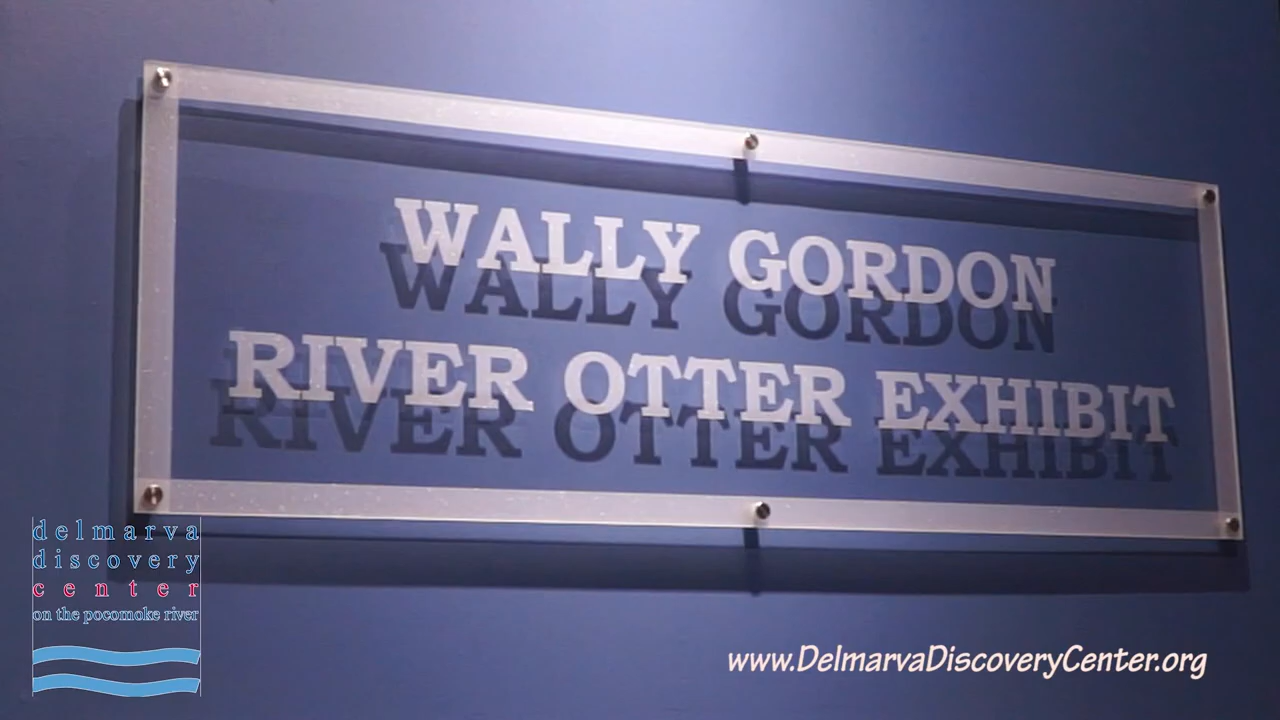 WALLY GORDON
RIVER OTTER EXHIBIT
delmarva
discovery
center
on the pocomoke river
www.DelmarvaDiscoveryCenter.org